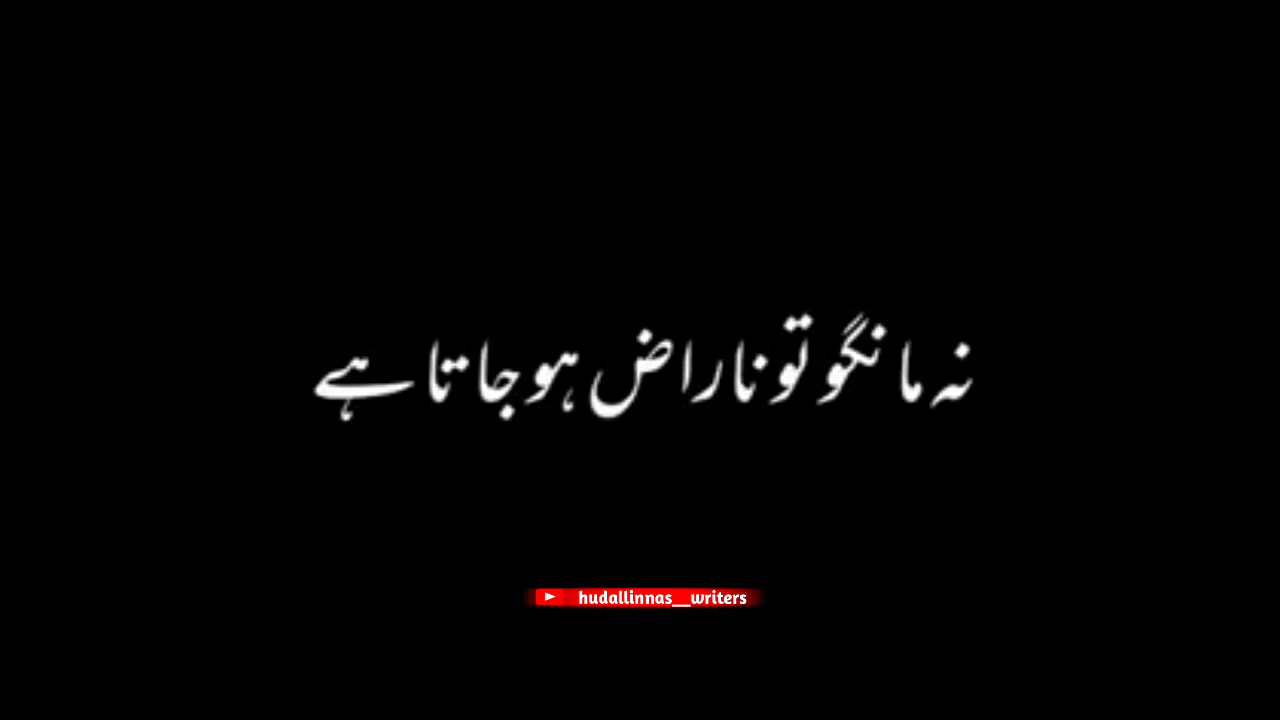 نہ مانگو تو ناراض ہو جاتا ہے
hudallinnas__writers